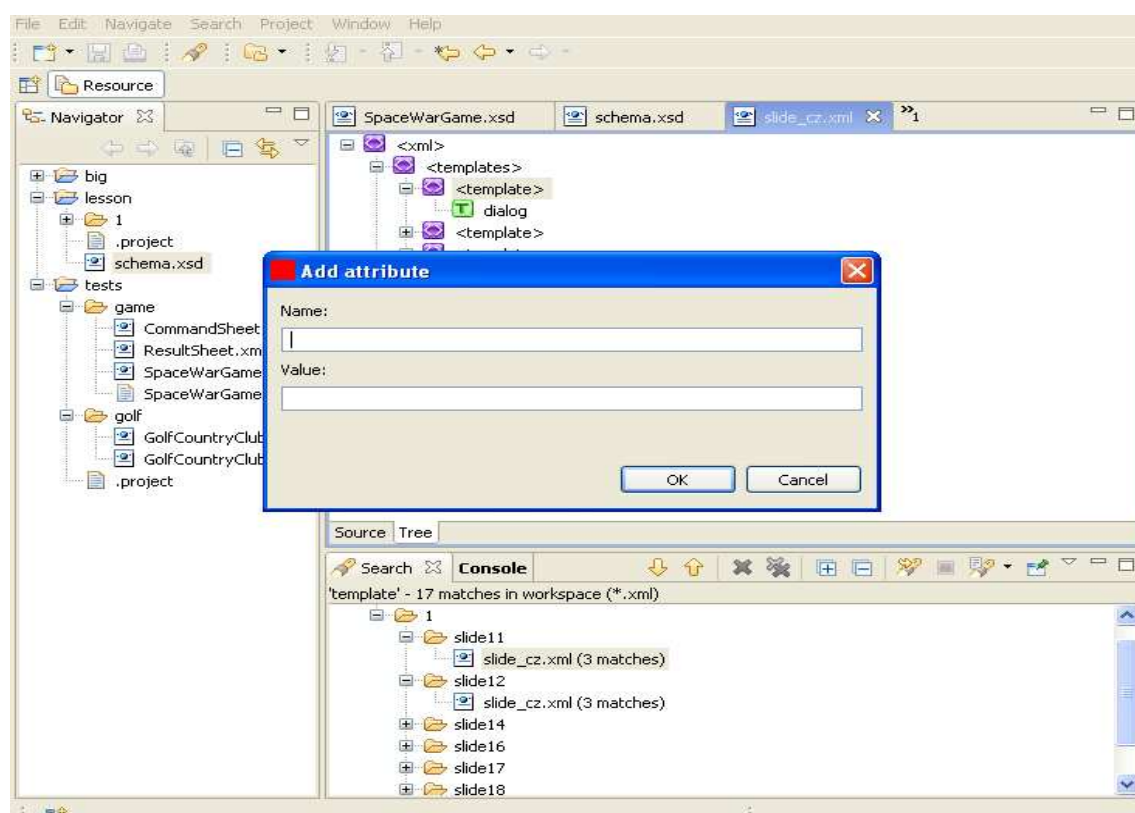 File Edit Navigate Search Project Window Help
Resource
Navigator
SpaceWarGame.xsd schema.xsd slide_cz.xml »1
big
lesson
1
.project
schema.xsd
tests
game
CommandSheet
ResultSheet.xm
SpaceWarGame
SpaceWarGame
golf
GolfCountryClub
GolfCountryClub
.project
<xml>
<templates>
<template>
T dialog
<template>
Add attribute
Name:
Value:
OK Cancel
Source Tree
Search Console
'template' - 17 matches in workspace (*.xml)
1
slide11
slide_cz.xml (3 matches)
slide12
slide_cz.xml (3 matches)
slide14
slide16
slide17
slide18